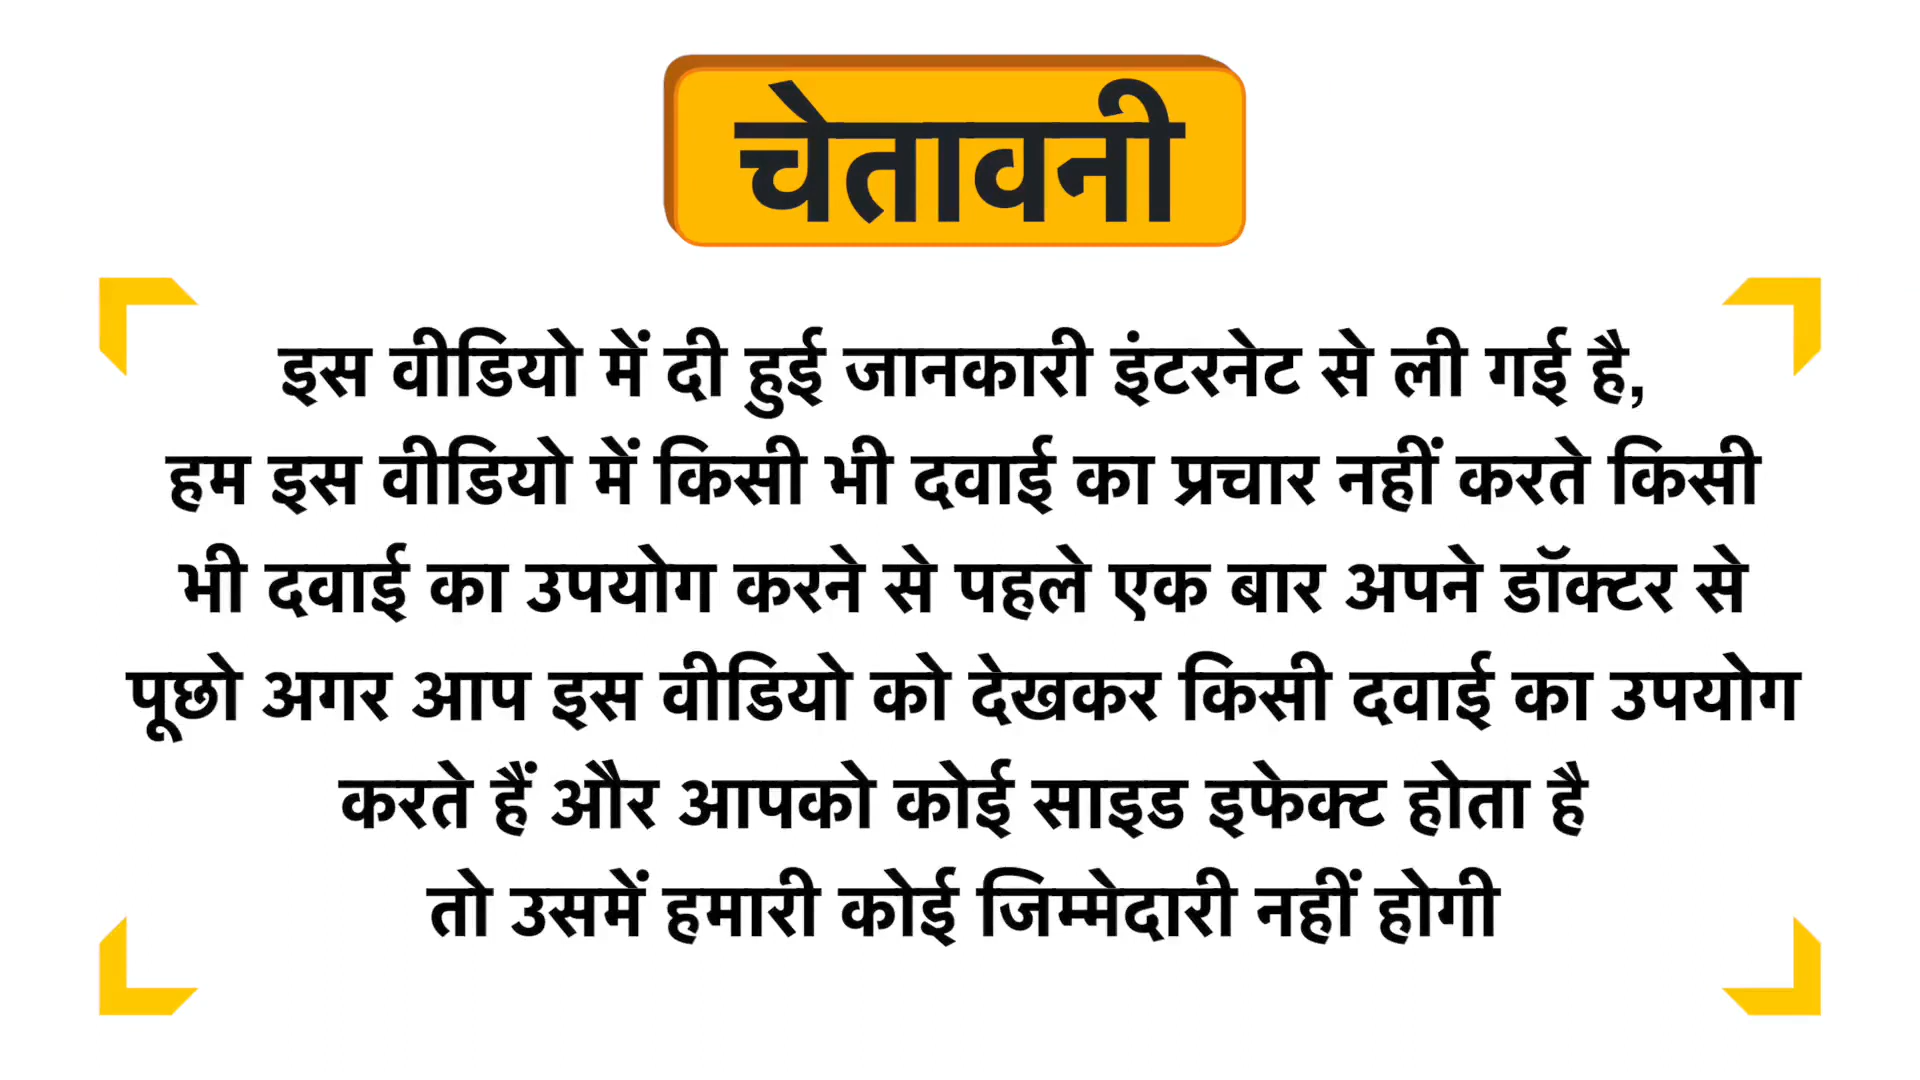 चेतावनी
इस वीडियो में दी हुई जानकारी इंटरनेट से ली गई है,
हम इस वीडियो में किसी भी दवाई का प्रचार नहीं करते किसी
भी दवाई का उपयोग करने से पहले एक बार अपने डॉक्टर से
पूछो अगर आप इस वीडियो को देखकर किसी दवाई का उपयोग
करते हैं और आपको कोई साइड इफेक्ट होता है
तो उसमें हमारी कोई जिम्मेदारी नहीं होगी